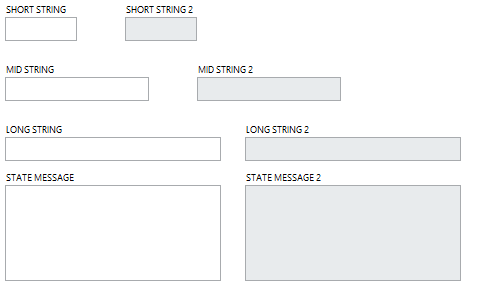 SHORT STRING
SHORT STRING 2
MID STRING
MID STRING 2
LONG STRING
LONG STRING 2
STATE MESSAGE
STATE MESSAGE 2